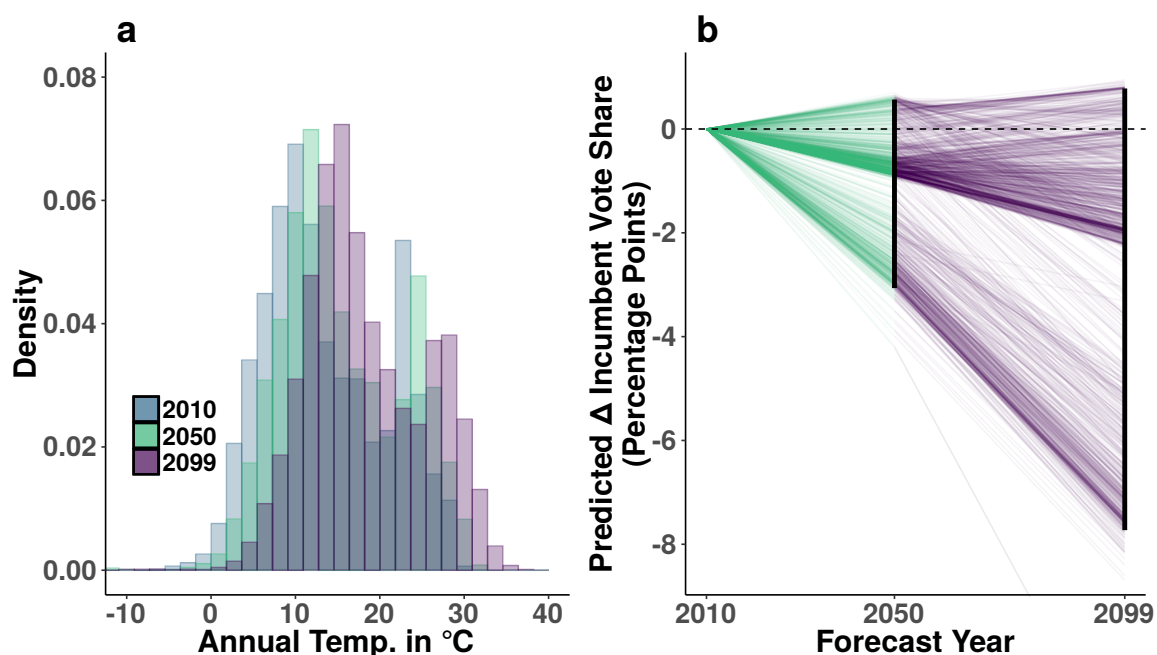 a
0.08
0.06
0.04
0.02
0.00
Density
2010
2050
2099
-10 0 10 20 30 40
Annual Temp. in °C
b
0
-2
-4
-6
-8
Predicted Δ Incumbent Vote Share
(Percentage Points)
2010 2050 2099
Forecast Year